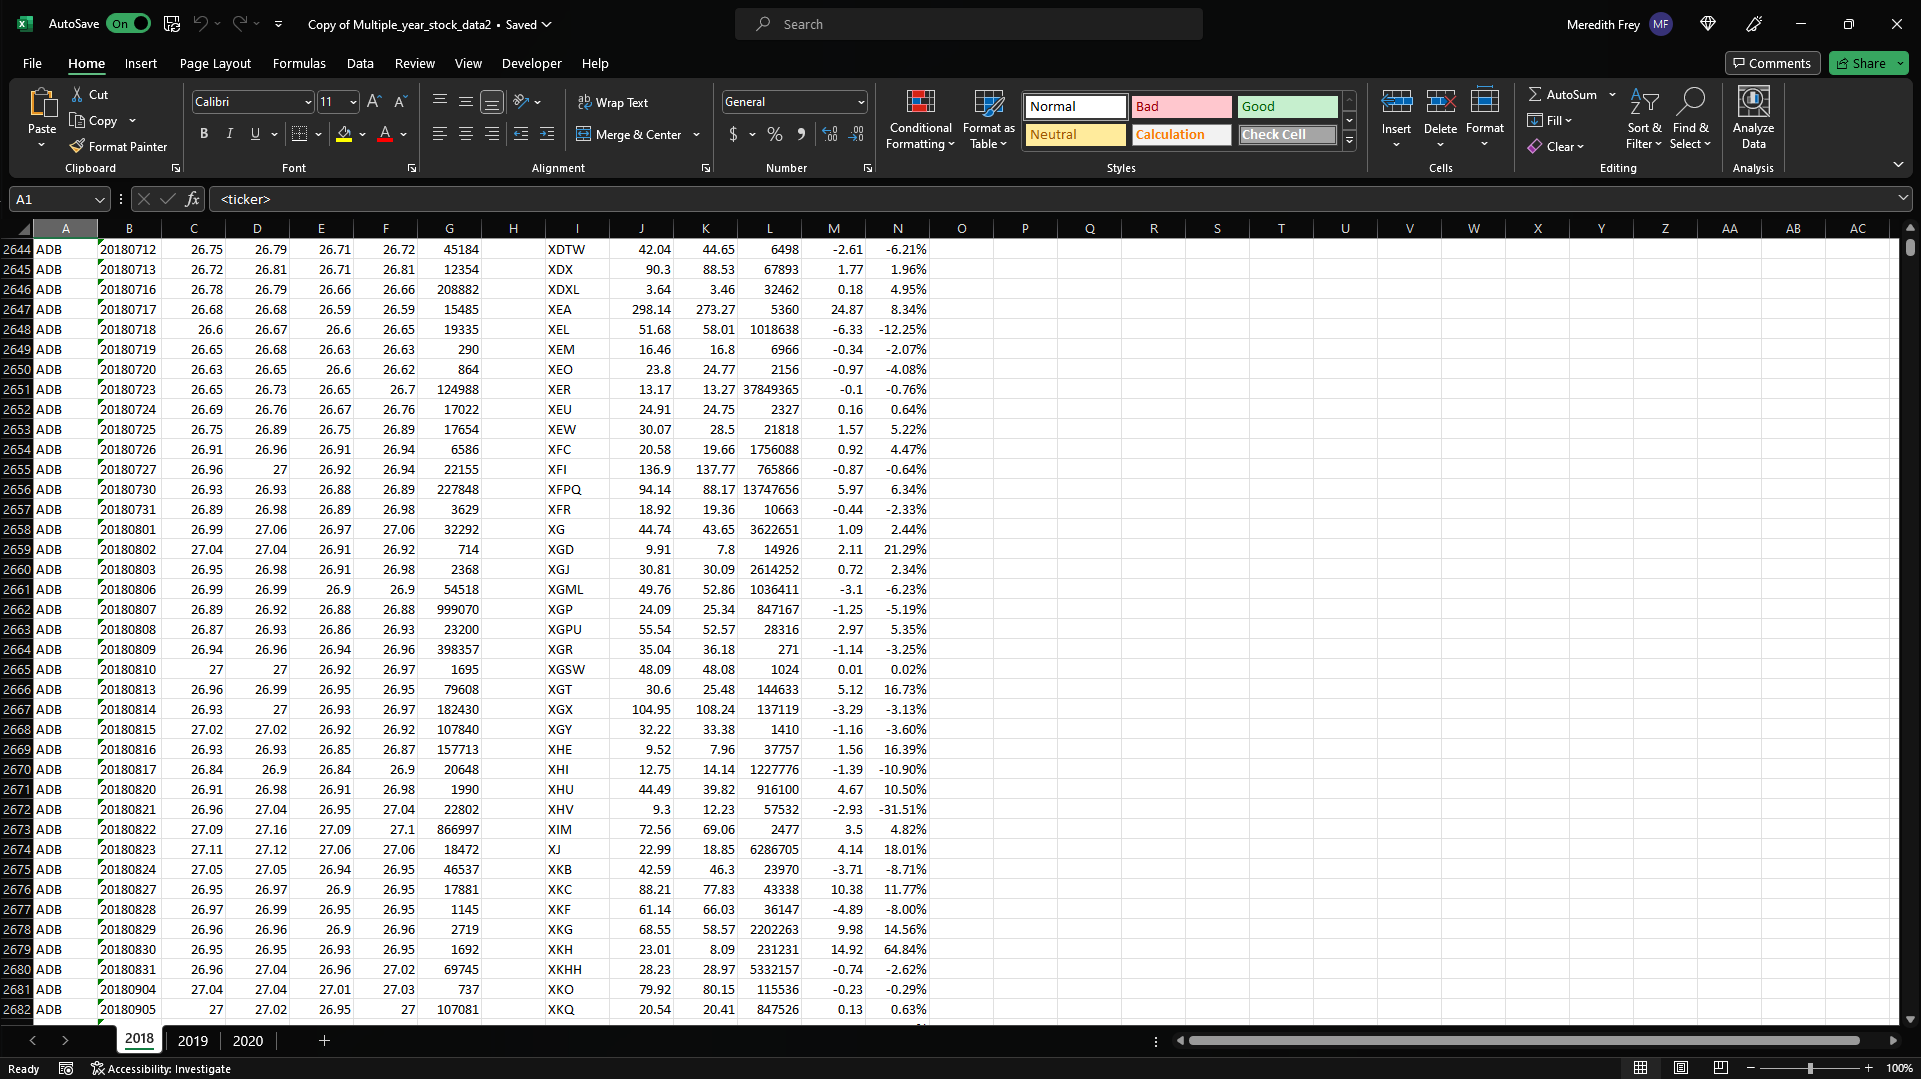 AutoSave On Copy of Multiple_year_stock_data2 • Saved Search Meredith Frey MF
File Home Insert Page Layout Formulas Data Review View Developer Help Comments Share
Paste Cut Copy Format Painter Clipboard
Calibri 11 B I U A Font
Wrap Text Merge & Center Alignment
General $ % Number
Conditional Formatting Format as Table Normal Bad Good Neutral Calculation Check Cell Styles
Insert Delete Format Cells
AutoSum Fill Clear Sort & Filter Find & Select Editing
Analyze Data Analysis
A1 fx <ticker>
A B C D E F G H I J K L M N O P Q R S T U V W X Y Z AA AB AC
2644 ADB 20180712 26.75 26.79 26.71 26.72 45184 XDTW 42.04 44.65 6498 -2.61 -6.21%
2645 ADB 20180713 26.72 26.81 26.71 26.81 12354 XDX 90.3 88.53 67893 1.77 1.96%
2646 ADB 20180716 26.78 26.79 26.66 26.66 208882 XDXL 3.64 3.46 32462 0.18 4.95%
2647 ADB 20180717 26.68 26.68 26.59 26.59 15485 XEA 298.14 273.27 5360 24.87 8.34%
2648 ADB 20180718 26.6 26.67 26.6 26.65 19335 XEL 51.68 58.01 1018638 -6.33 -12.25%
2649 ADB 20180719 26.65 26.68 26.63 26.63 290 XEM 16.46 16.8 6966 -0.34 -2.07%
2650 ADB 20180720 26.63 26.65 26.6 26.62 864 XEO 23.8 24.77 2156 -0.97 -4.08%
2651 ADB 20180723 26.65 26.73 26.65 26.7 124988 XER 13.17 13.27 37849365 -0.1 -0.76%
2652 ADB 20180724 26.69 26.76 26.67 26.76 17022 XEU 24.91 24.75 2327 0.16 0.64%
2653 ADB 20180725 26.75 26.89 26.75 26.89 17654 XEW 30.07 28.5 21818 1.57 5.22%
2654 ADB 20180726 26.91 26.96 26.91 26.94 6586 XFC 20.58 19.66 1756088 0.92 4.47%
2655 ADB 20180727 26.96 27 26.92 26.94 22155 XFI 136.9 137.77 765866 -0.87 -0.64%
2656 ADB 20180730 26.93 26.93 26.88 26.89 227848 XFPQ 94.14 88.17 13747656 5.97 6.34%
2657 ADB 20180731 26.89 26.98 26.89 26.98 3629 XFR 18.92 19.36 10663 -0.44 -2.33%
2658 ADB 20180801 26.99 27.06 26.97 27.06 32292 XG 44.74 43.65 3622651 1.09 2.44%
2659 ADB 20180802 27.04 27.04 26.91 26.92 714 XGD 9.91 7.8 14926 2.11 21.29%
2660 ADB 20180803 26.95 26.98 26.91 26.98 2368 XGJ 30.81 30.09 2614252 0.72 2.34%
2661 ADB 20180806 26.99 26.99 26.9 26.9 54518 XGML 49.76 52.86 1036411 -3.1 -6.23%
2662 ADB 20180807 26.89 26.92 26.88 26.88 999070 XGP 24.09 25.34 847167 -1.25 -5.19%
2663 ADB 20180808 26.87 26.93 26.86 26.93 23200 XGPU 55.54 52.57 28316 2.97 5.35%
2664 ADB 20180809 26.94 26.96 26.94 26.96 398357 XGR 35.04 36.18 271 -1.14 -3.25%
2665 ADB 20180810 27 27 26.92 26.97 1695 XGSW 48.09 48.08 1024 0.01 0.02%
2666 ADB 20180813 26.96 26.99 26.95 26.95 79608 XGT 30.6 25.48 144633 5.12 16.73%
2667 ADB 20180814 26.93 27 26.93 26.97 182430 XGX 104.95 108.24 137119 -3.29 -3.13%
2668 ADB 20180815 27.02 27.02 26.92 26.92 107840 XGY 32.22 33.38 1410 -1.16 -3.60%
2669 ADB 20180816 26.93 26.93 26.85 26.87 157713 XHE 9.52 7.96 37757 1.56 16.39%
2670 ADB 20180817 26.84 26.9 26.84 26.9 20648 XHI 12.75 14.14 1227776 -1.39 -10.90%
2671 ADB 20180820 26.91 26.98 26.91 26.98 1990 XHU 44.49 39.82 916100 4.67 10.50%
2672 ADB 20180821 26.96 27.04 26.95 27.04 22802 XHV 9.3 12.23 57532 -2.93 -31.51%
2673 ADB 20180822 27.09 27.16 27.09 27.1 866997 XIM 72.56 69.06 2477 3.5 4.82%
2674 ADB 20180823 27.11 27.12 27.06 27.06 18472 XJ 22.99 18.85 6286705 4.14 18.01%
2675 ADB 20180824 27.05 27.05 26.94 26.95 46537 XKB 42.59 46.3 23970 -3.71 -8.71%
2676 ADB 20180827 26.95 26.97 26.9 26.95 17881 XKC 88.21 77.83 43338 10.38 11.77%
2677 ADB 20180828 26.97 26.99 26.95 26.95 1145 XKF 61.14 66.03 36147 -4.89 -8.00%
2678 ADB 20180829 26.96 26.96 26.9 26.96 2719 XKG 68.55 58.57 2202263 9.98 14.56%
2679 ADB 20180830 26.95 26.95 26.93 26.95 1692 XKH 23.01 8.09 231231 14.92 64.84%
2680 ADB 20180831 26.96 27.04 26.96 27.02 69745 XKHH 28.23 28.97 5332157 -0.74 -2.62%
2681 ADB 20180904 27.04 27.04 27.01 27.03 737 XKO 79.92 80.15 115536 -0.23 -0.29%
2682 ADB 20180905 27 27.02 26.95 27 107081 XKQ 20.54 20.41 847526 0.13 0.63%
2018 2019 2020
Ready Accessibility: Investigate 100%